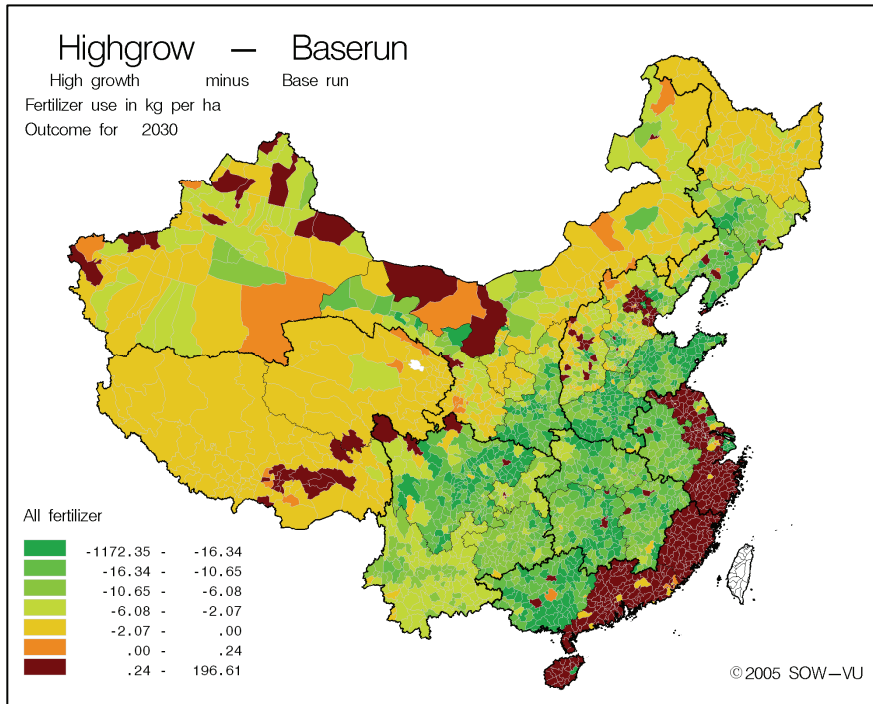 Highgrow — Baserun
High growth minus Base run
Fertilizer use in kg per ha
Outcome for 2030
All fertilizer
-1172.35 - -16.34
-16.34 - -10.65
-10.65 - -6.08
-6.08 - -2.07
-2.07 - .00
.00 - .24
.24 - 196.61
©2005 SOW—VU